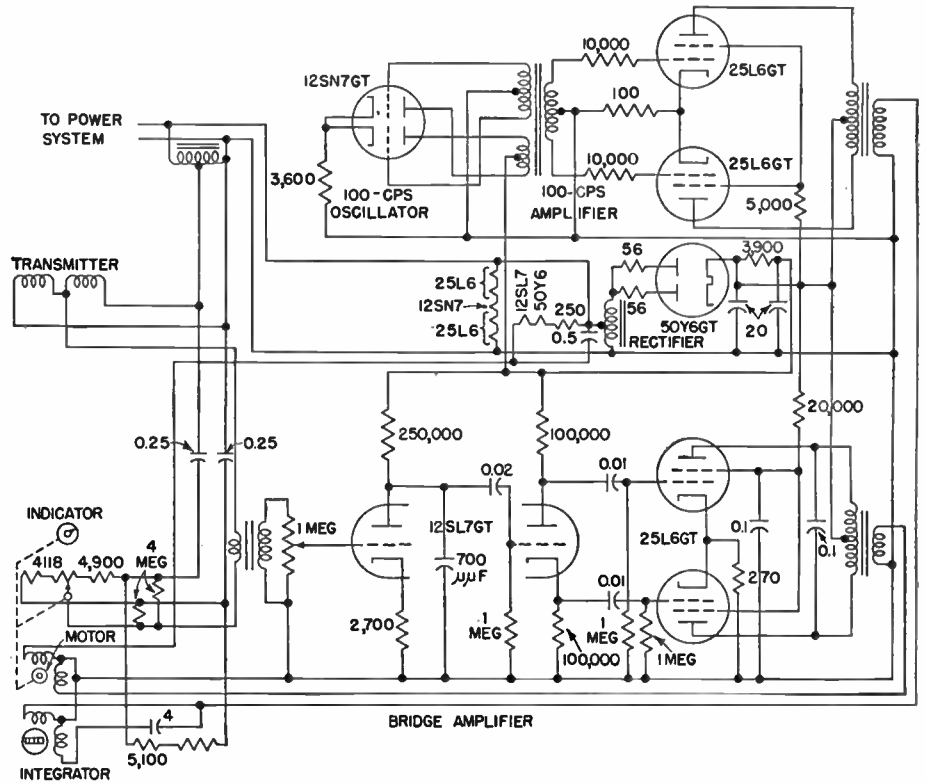 10,000
25L6GT
12SN7GT
100
TO POWER
SYSTEM
10,000
25L6GT
3,600
100-CPS
OSCILLATOR
100-CPS
AMPLIFIER
5,000
TRANSMITTER
56
3,900
25L6
12SN7
25L6
12SL7
50Y6
250
0.5
56
50Y6GT
RECTIFIER
20
0.25
0.25
250,000
100,000
20,000
0.02
0.01
INDICATOR
1 MEG
12SL7GT
25L6GT
0.1
0.1
4118
4,900
4
MEG
700
μμF
0.01
270
MOTOR
2,700
1
MEG
100,000
1
MEG
1 MEG
4
5,100
BRIDGE AMPLIFIER
INTEGRATOR